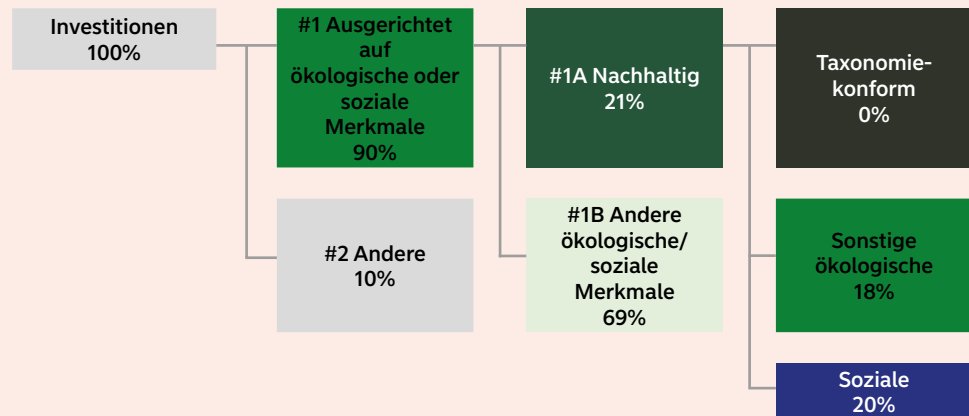 Investitionen
100%
#1 Ausgerichtet
auf
ökologische oder
soziale
Merkmale
90%
#1A Nachhaltig
21%
Taxonomie-
konform
0%
#2 Andere
10%
#1B Andere
ökologische/
soziale
Merkmale
69%
Sonstige
ökologische
18%
Soziale
20%